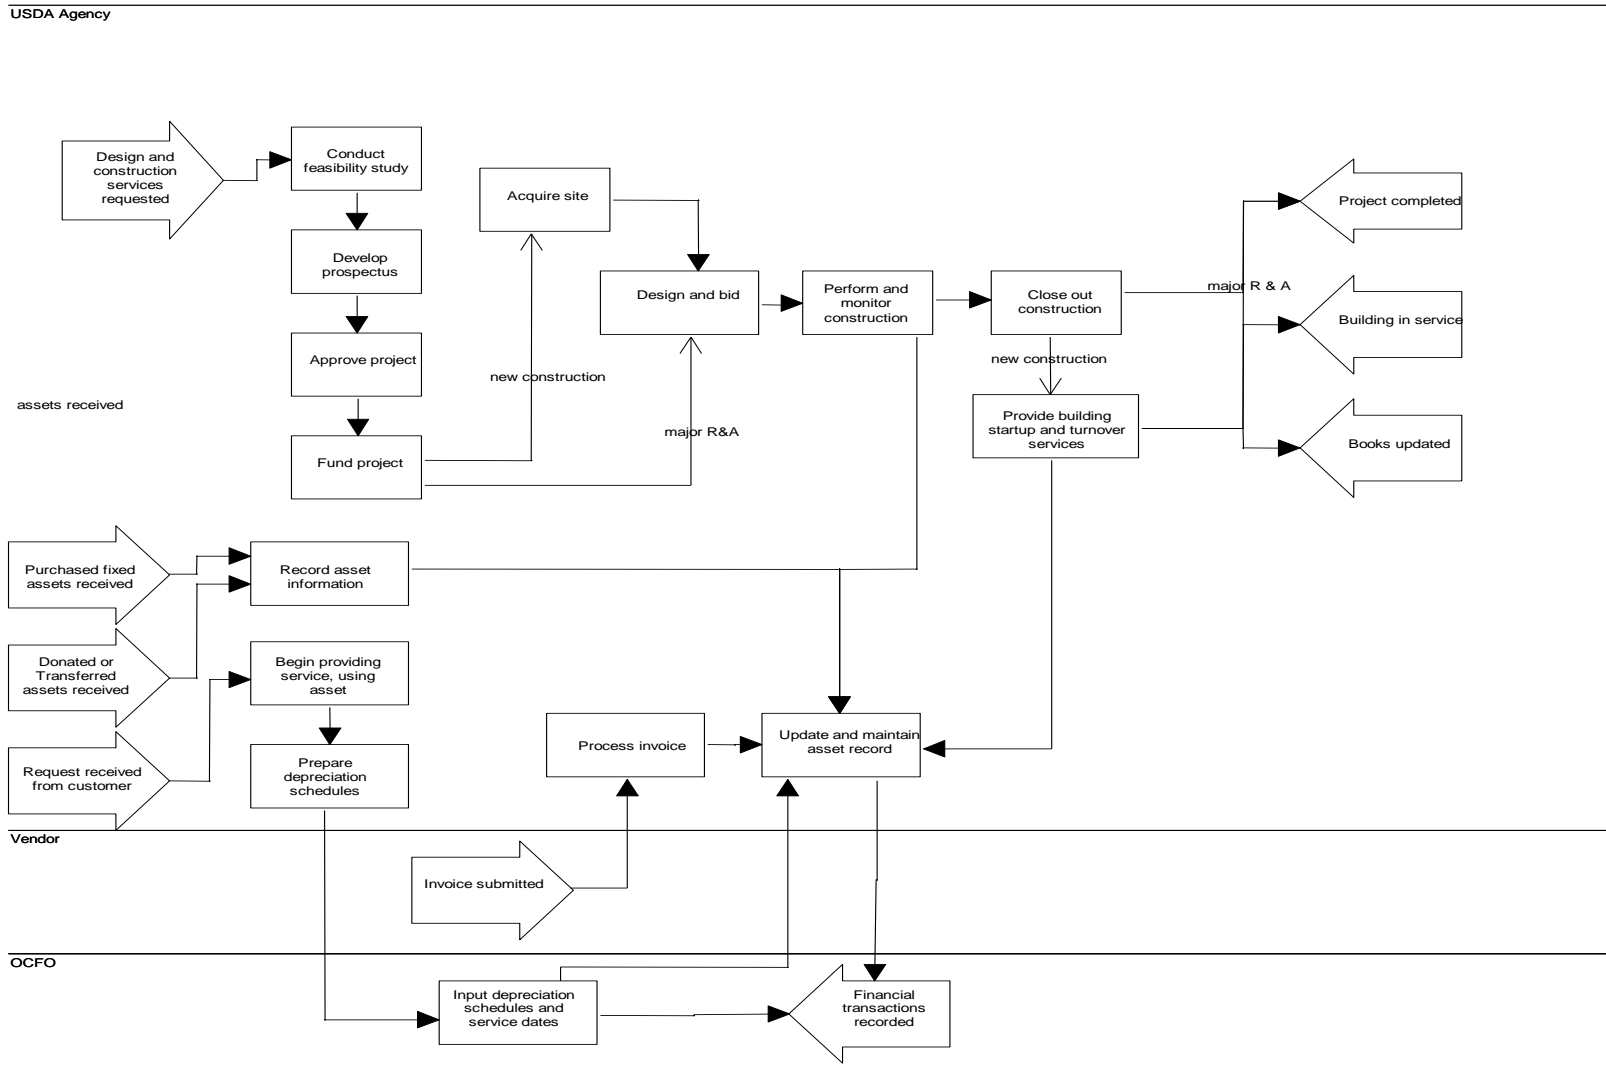 USDA Agency
Design and
construction
services
requested
Conduct
feasibility study
Develop
prospectus
Approve project
Fund project
assets received
Acquire site
new construction
major R&A
Design and bid
Perform and
monitor
construction
Close out
construction
new construction
Provide building
startup and turnover
services
major R & A
Project completed
Building in service
Books updated
Purchased fixed
assets received
Record asset
information
Donated or
Transferred
assets received
Begin providing
service, using
asset
Request received
from customer
Prepare
depreciation
schedules
Process invoice
Update and maintain
asset record
Vendor
Invoice submitted
OCFO
Input depreciation
schedules and
service dates
Financial
transactions
recorded